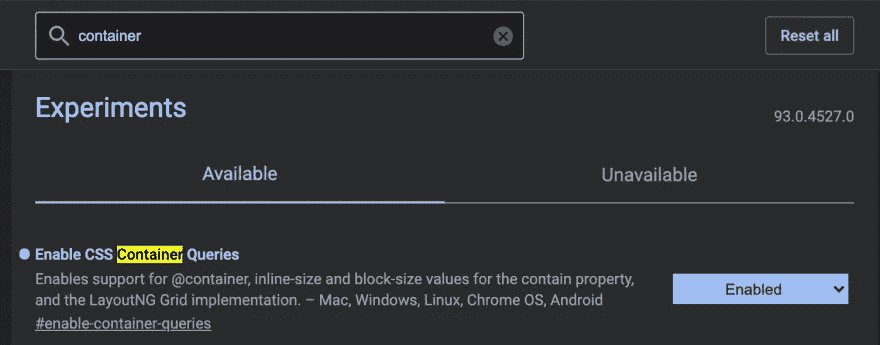 container
Reset all
Experiments
93.0.4527.0
Available
Unavailable
Enable CSS Container Queries
Enables support for @container, inline-size and block-size values for the contain property,
and the LayoutNG Grid implementation. – Mac, Windows, Linux, Chrome OS, Android
#enable-container-queries
Enabled